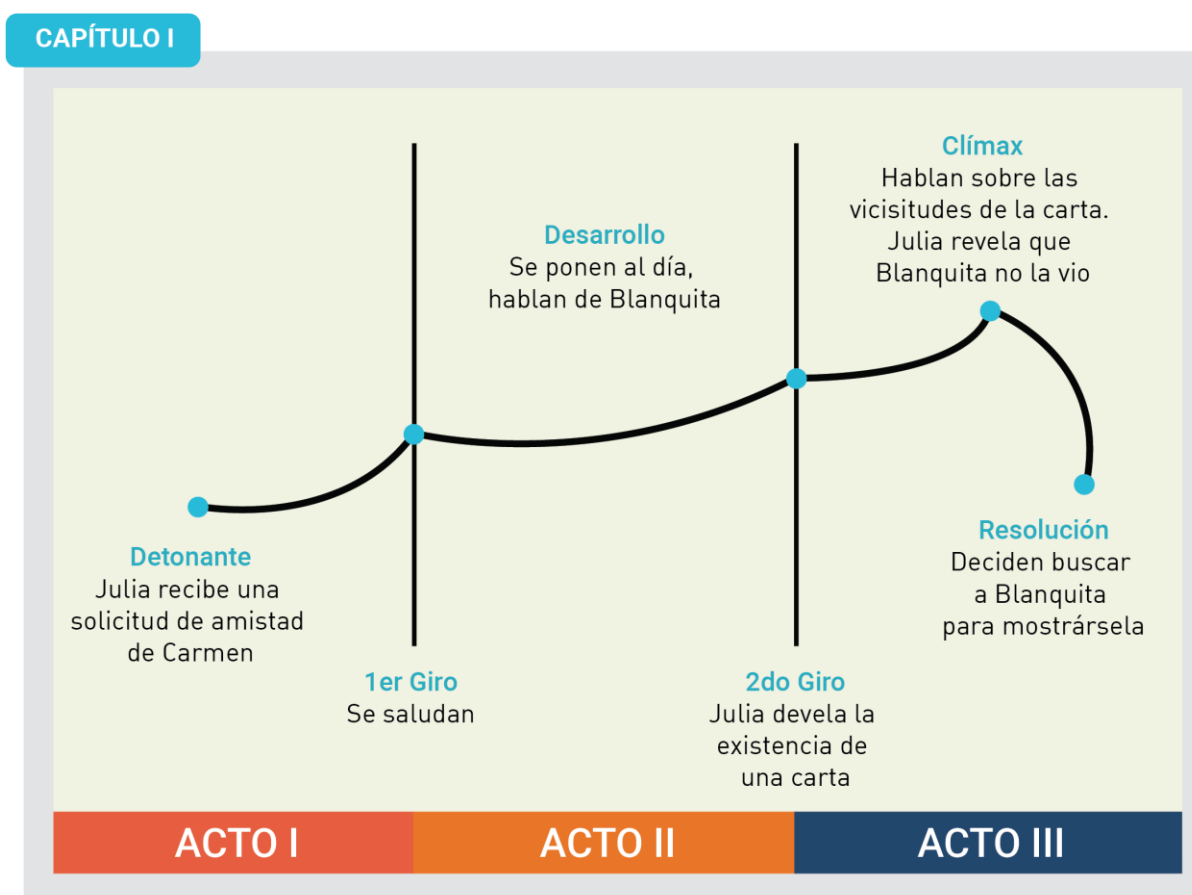 CAPÍTULO I
Detonante
Julia recibe una
solicitud de amistad
de Carmen
1er Giro
Se saludan
Desarrollo
Se ponen al día,
hablan de Blanquita
2do Giro
Julia devela la
existencia de
una carta
Clímax
Hablan sobre las
vicisitudes de la carta.
Julia revela que
Blanquita no la vio
Resolución
Deciden buscar
a Blanquita
para mostrársela
ACTO I
ACTO II
ACTO III